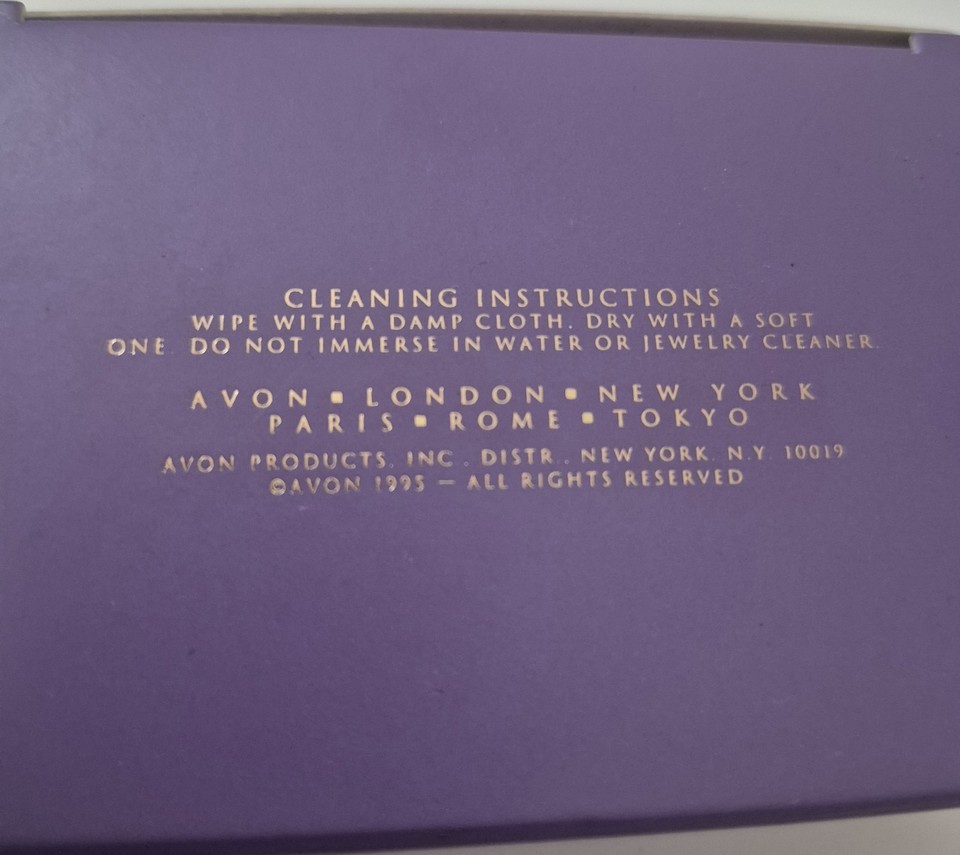 CLEANING INSTRUCTIONS
WIPE WITH A DAMP CLOTH. DRY WITH A SOFT
ONE. DO NOT IMMERSE IN WATER OR JEWELRY CLEANER.
AVON ▪ LONDON ▪ NEW YORK
PARIS ▪ ROME ▪ TOKYO
AVON PRODUCTS, INC., DISTR., NEW YORK, N.Y. 10019
©AVON 1995 — ALL RIGHTS RESERVED